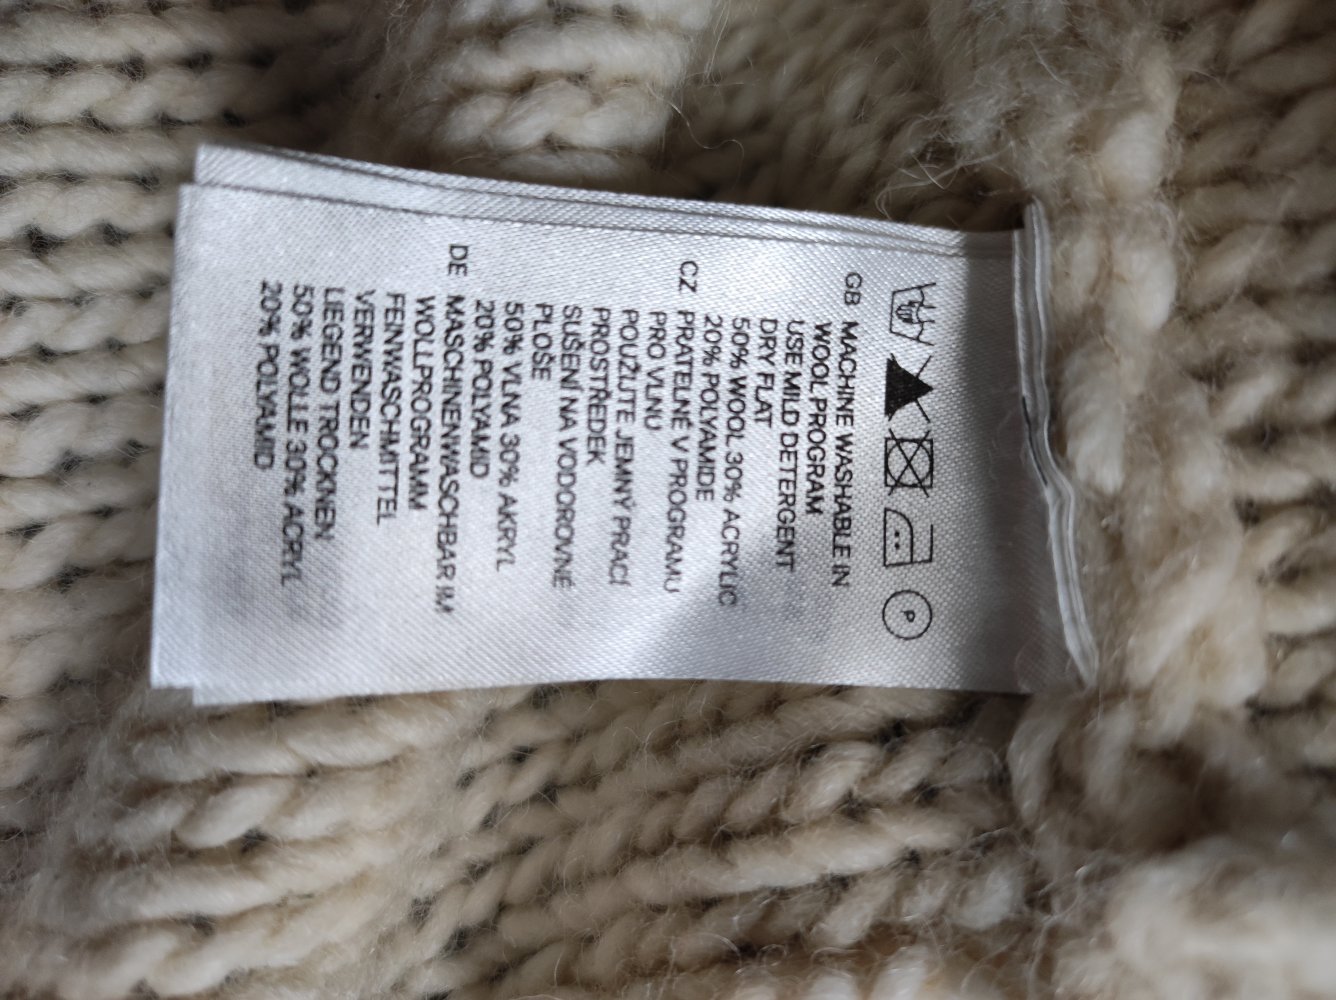 P
GB MACHINE WASHABLE IN
WOOL PROGRAM
USE MILD DETERGENT
DRY FLAT
50% WOOL 30% ACRYLIC
20% POLYAMIDE
CZ PRATELNÉ V PROGRAMU
PRO VLNU
POUŽIJTE JEMNÝ PRACÍ
PROSTŘEDEK
SUŠENÍ NA VODOROVNÉ
PLOŠE
50% VLNA 30% AKRYL
20% POLYAMID
DE MASCHINENWASCHBAR IM
WOLLPROGRAMM
FEINWASCHMITTEL
VERWENDEN
LIEGEND TROCKNEN
50% WOLLE 30% ACRYL
20% POLYAMID